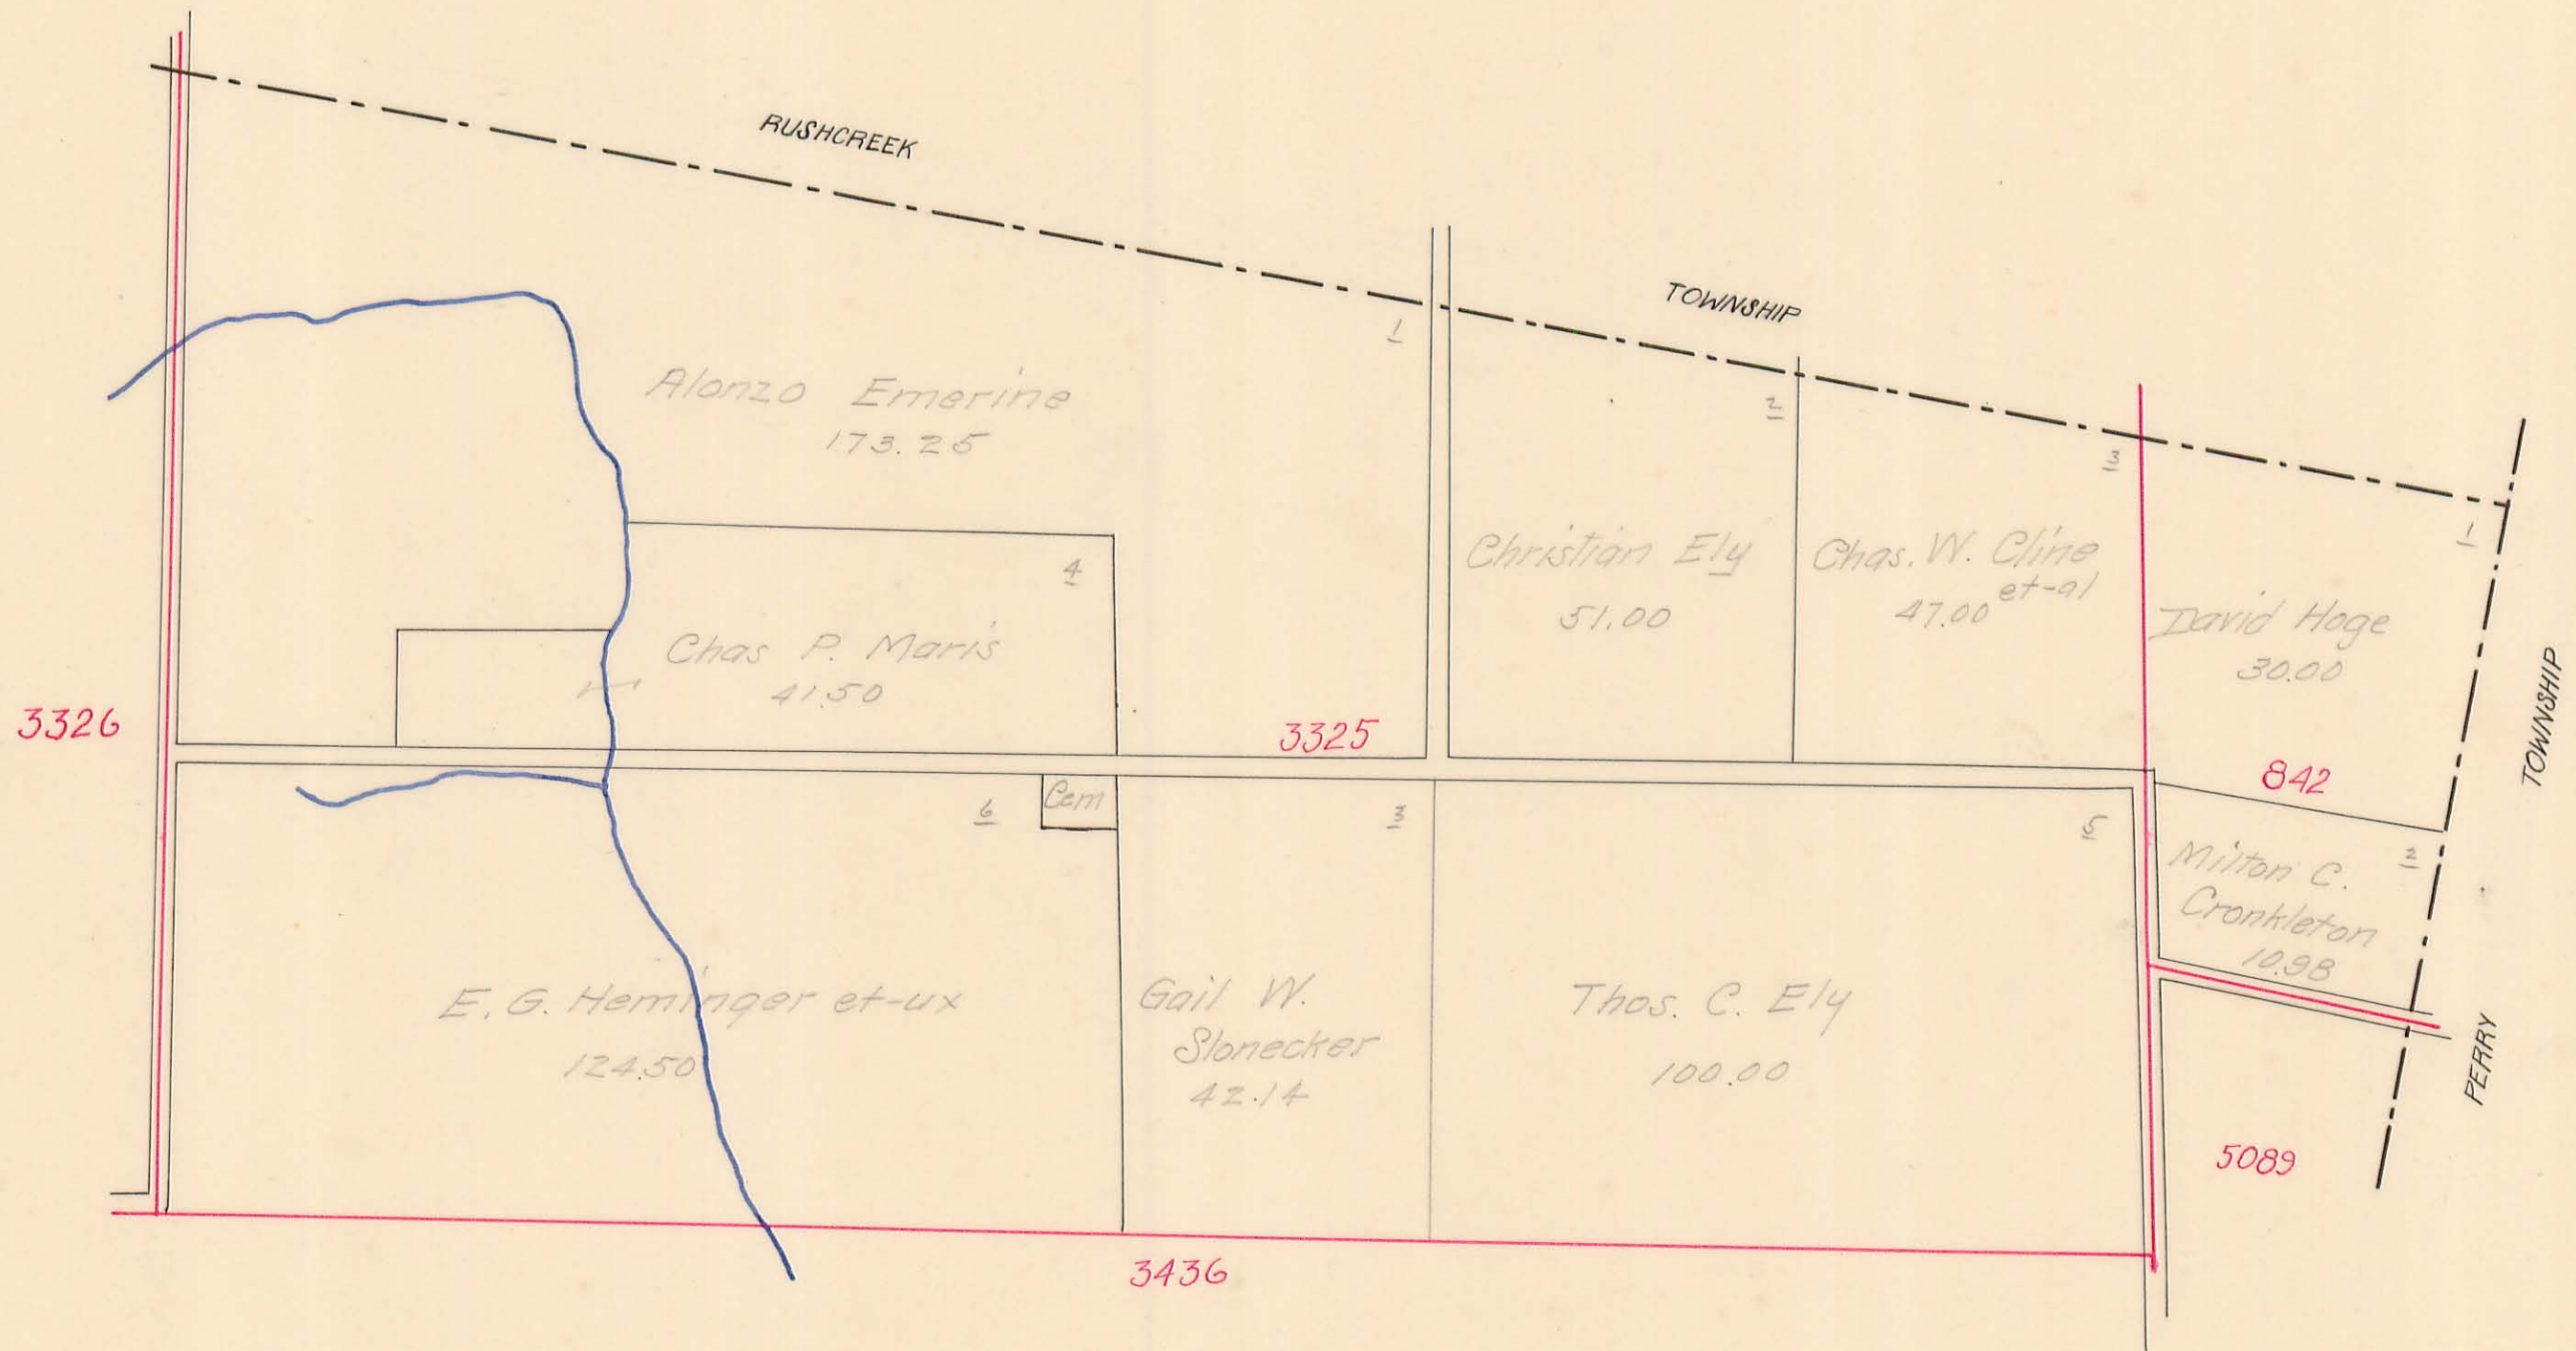 RUSHCREEK
TOWNSHIP
1
2
3
1
Alonzo Emerine
173.25
4
Chas P. Maris
41.50
Christian Ely
51.00
Chas. W. Cline
et-al
47.00
David Hoge
30.00
TOWNSHIP
PERRY
3326
3325
842
6
Cem
3
5
2
Milton C.
Cronkleton
10.98
E. G. Heminger et-ux
124.50
Gail W.
Slonecker
42.14
Thos. C. Ely
100.00
5089
3436